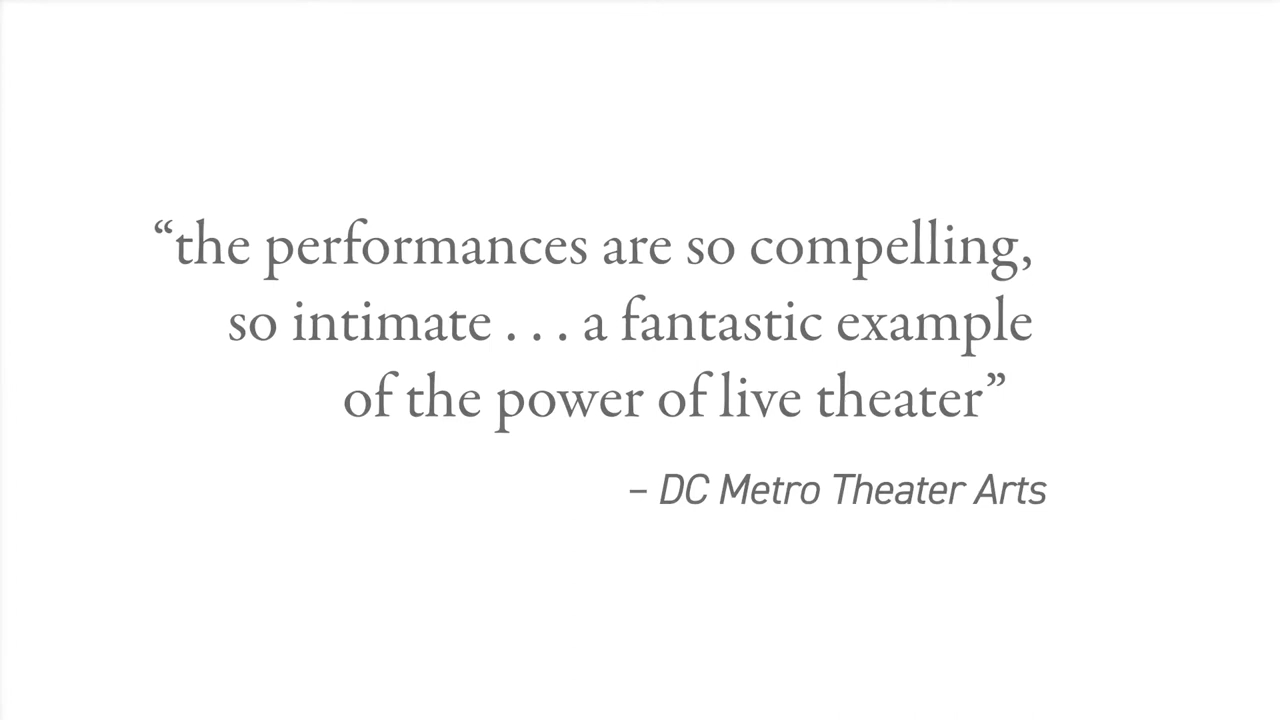 “the performances are so compelling,
so intimate . . . a fantastic example
of the power of live theater”
– DC Metro Theater Arts